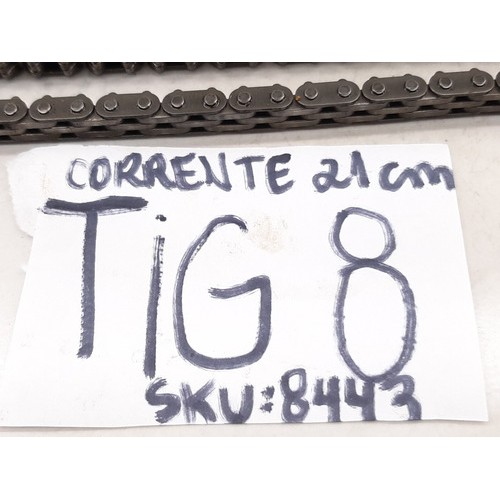 CORRENTE 21 cm
TiG 8
SKU:8443